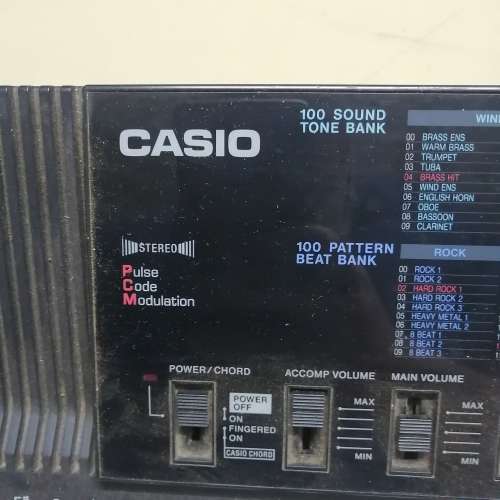 CASIO
STEREO
Pulse
Code
Modulation
100 SOUND
TONE BANK
WIN
00 BRASS ENS
01 WARM BRASS
02 TRUMPET
03 TUBA
04 BRASS HIT
05 WIND ENS
06 ENGLISH HORN
07 OBOE
08 BASSOON
09 CLARINET
100 PATTERN
BEAT BANK
ROCK
00 ROCK 1
01 ROCK 2
02 HARD ROCK 1
03 HARD ROCK 2
04 HARD ROCK 3
05 HEAVY METAL 1
06 HEAVY METAL 2
07 8 BEAT 1
08 8 BEAT 2
09 8 BEAT 3
POWER/CHORD
POWER
OFF
ON
FINGERED
ON
CASIO CHORD
ACCOMP VOLUME
MAX
MIN
MAIN VOLUME
MAX
MIN